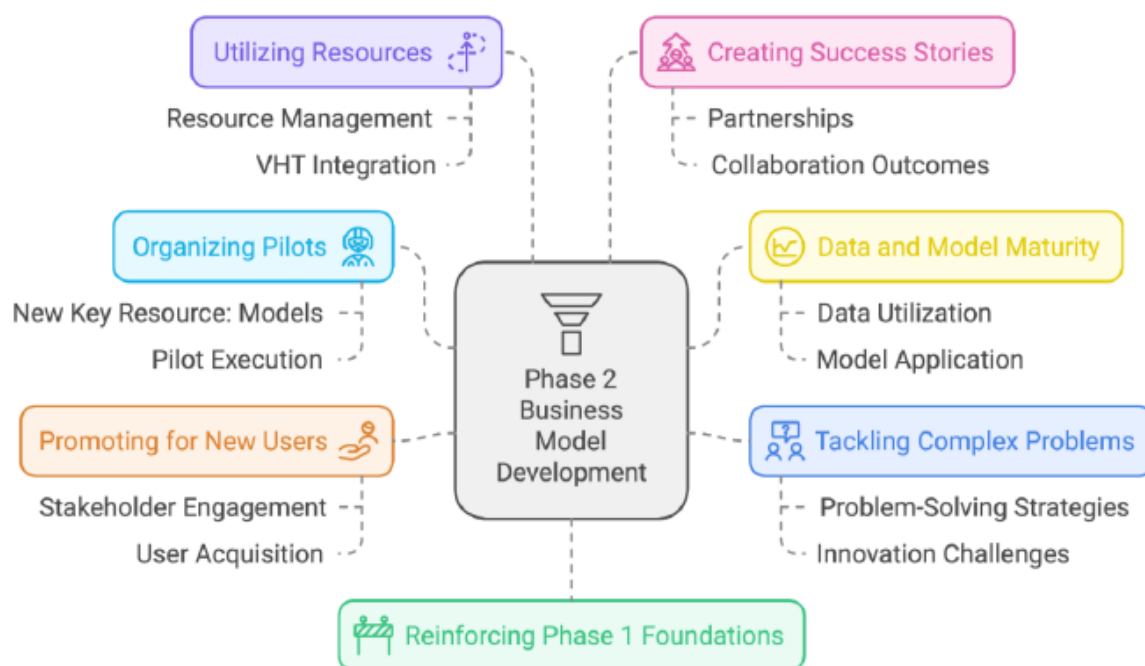 Utilizing Resources
Resource Management
VHT Integration
Creating Success Stories
Partnerships
Collaboration Outcomes
Organizing Pilots
New Key Resource: Models
Pilot Execution
Data and Model Maturity
Data Utilization
Model Application
Phase 2
Business
Model
Development
Promoting for New Users
Stakeholder Engagement
User Acquisition
?
Tackling Complex Problems
Problem-Solving Strategies
Innovation Challenges
Reinforcing Phase 1 Foundations